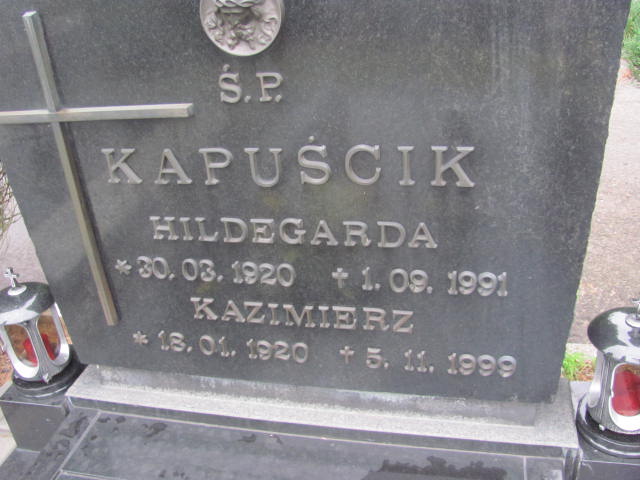 Ś.P.
KAPUŚCIK
HILDEGARDA
* 30. 03. 1920 ✝ 1. 09. 1991
KAZIMIERZ
* 18. 01. 1920 ✝ 5. 11. 1999